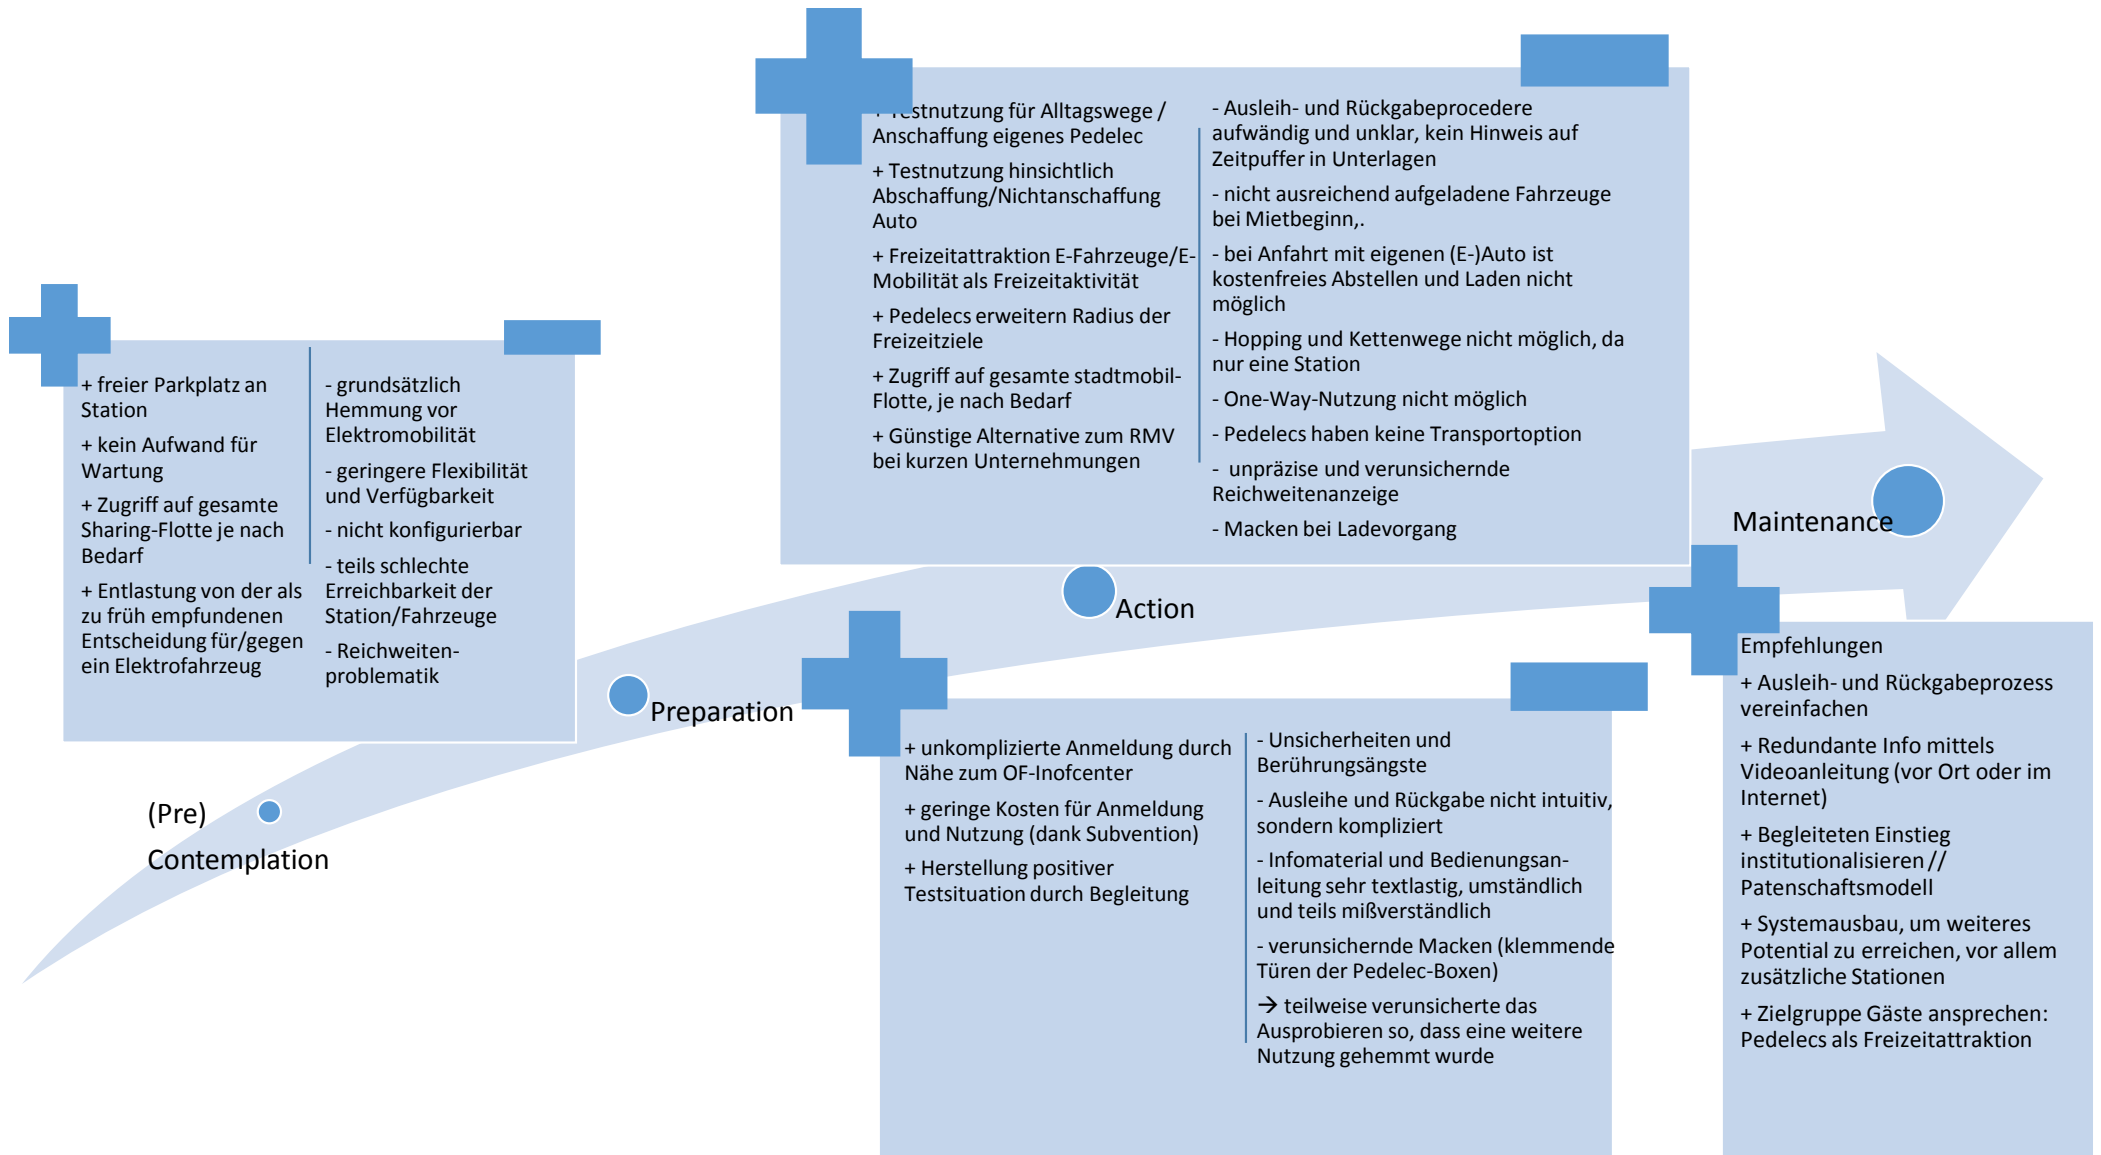 + freier Parkplatz an
Station
+ kein Aufwand für
Wartung
+ Zugriff auf gesamte
Sharing-Flotte je nach
Bedarf
+ Entlastung von der als
zu früh empfundenen
Entscheidung für/gegen
ein Elektrofahrzeug
- grundsätzlich
Hemmung vor
Elektromobilität
- geringere Flexibilität
und Verfügbarkeit
- nicht konfigurierbar
- teils schlechte
Erreichbarkeit der
Station/Fahrzeuge
- Reichweiten-
problematik
(Pre)
Contemplation
Preparation
+ unkomplizierte Anmeldung durch
Nähe zum OF-Inofcenter
+ geringe Kosten für Anmeldung
und Nutzung (dank Subvention)
+ Herstellung positiver
Testsituation durch Begleitung
- Unsicherheiten und
Berührungsängste
- Ausleihe und Rückgabe nicht intuitiv,
sondern kompliziert
- Infomaterial und Bedienungsan-
leitung sehr textlastig, umständlich
und teils mißverständlich
- verunsichernde Macken (klemmende
Türen der Pedelec-Boxen)
→ teilweise verunsicherte das
Ausprobieren so, dass eine weitere
Nutzung gehemmt wurde
+ Testnutzung für Alltagswege /
Anschaffung eigenes Pedelec
+ Testnutzung hinsichtlich
Abschaffung/Nichtanschaffung
Auto
+ Freizeitattraktion E-Fahrzeuge/E-
Mobilität als Freizeitaktivität
+ Pedelecs erweitern Radius der
Freizeitziele
+ Zugriff auf gesamte stadtmobil-
Flotte, je nach Bedarf
+ Günstige Alternative zum RMV
bei kurzen Unternehmungen
- Ausleih- und Rückgabeprocedere
aufwändig und unklar, kein Hinweis auf
Zeitpuffer in Unterlagen
- nicht ausreichend aufgeladene Fahrzeuge
bei Mietbeginn,.
- bei Anfahrt mit eigenen (E-)Auto ist
kostenfreies Abstellen und Laden nicht
möglich
- Hopping und Kettenwege nicht möglich, da
nur eine Station
- One-Way-Nutzung nicht möglich
- Pedelecs haben keine Transportoption
- unpräzise und verunsichernde
Reichweitenanzeige
- Macken bei Ladevorgang
Action
Maintenance
Empfehlungen
+ Ausleih- und Rückgabeprozess
vereinfachen
+ Redundante Info mittels
Videoanleitung (vor Ort oder im
Internet)
+ Begleiteten Einstieg
institutionalisieren //
Patenschaftsmodell
+ Systemausbau, um weiteres
Potential zu erreichen, vor allem
zusätzliche Stationen
+ Zielgruppe Gäste ansprechen:
Pedelecs als Freizeitattraktion